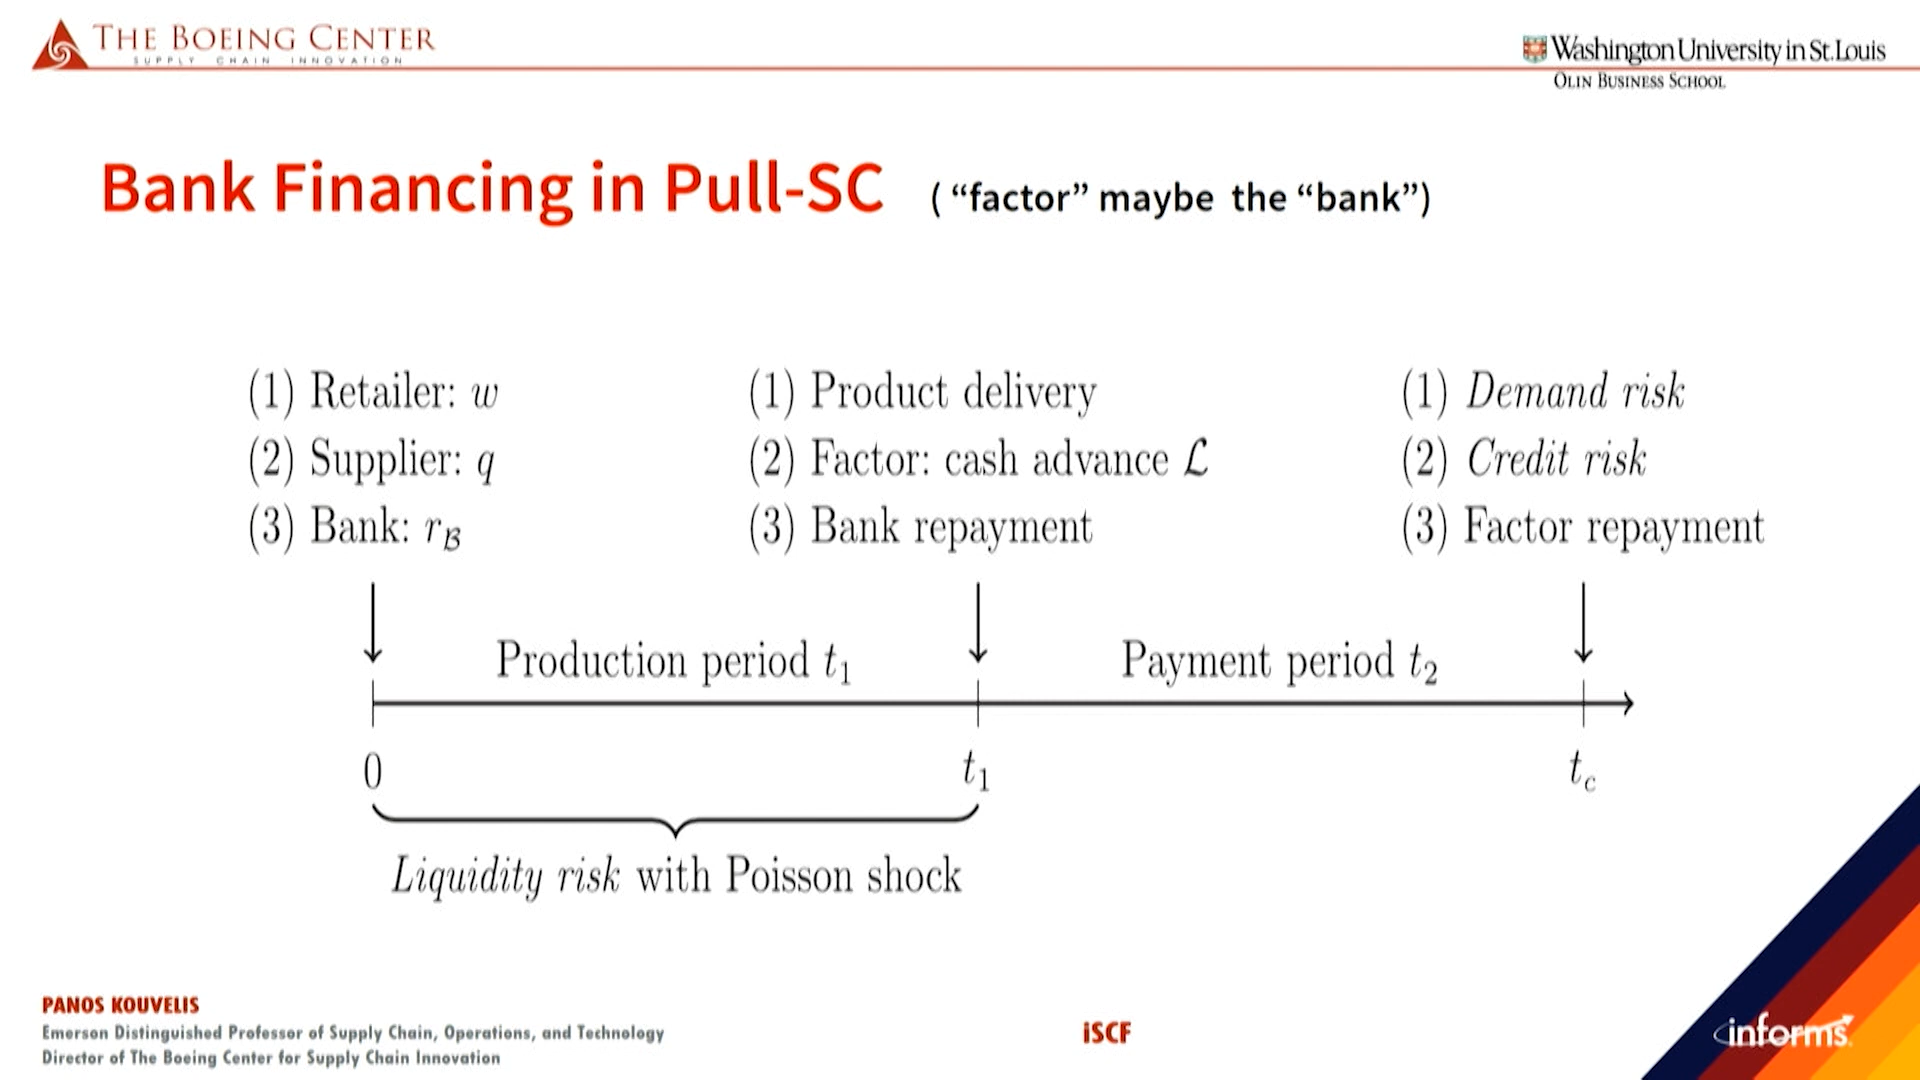 THE BOEING CENTER
SUPPLY CHAIN INNOVATION
Washington University in St.Louis
OLIN BUSINESS SCHOOL
Bank Financing in Pull-SC ( “factor” maybe the “bank”)
(1) Retailer: w
(2) Supplier: q
(3) Bank: r_ℬ
(1) Product delivery
(2) Factor: cash advance ℒ
(3) Bank repayment
(1) Demand risk
(2) Credit risk
(3) Factor repayment
Production period t₁
Payment period t₂
0
t₁
t_c
Liquidity risk with Poisson shock
PANOS KOUVELIS
Emerson Distinguished Professor of Supply Chain, Operations, and Technology
Director of The Boeing Center for Supply Chain Innovation
iSCF
informs